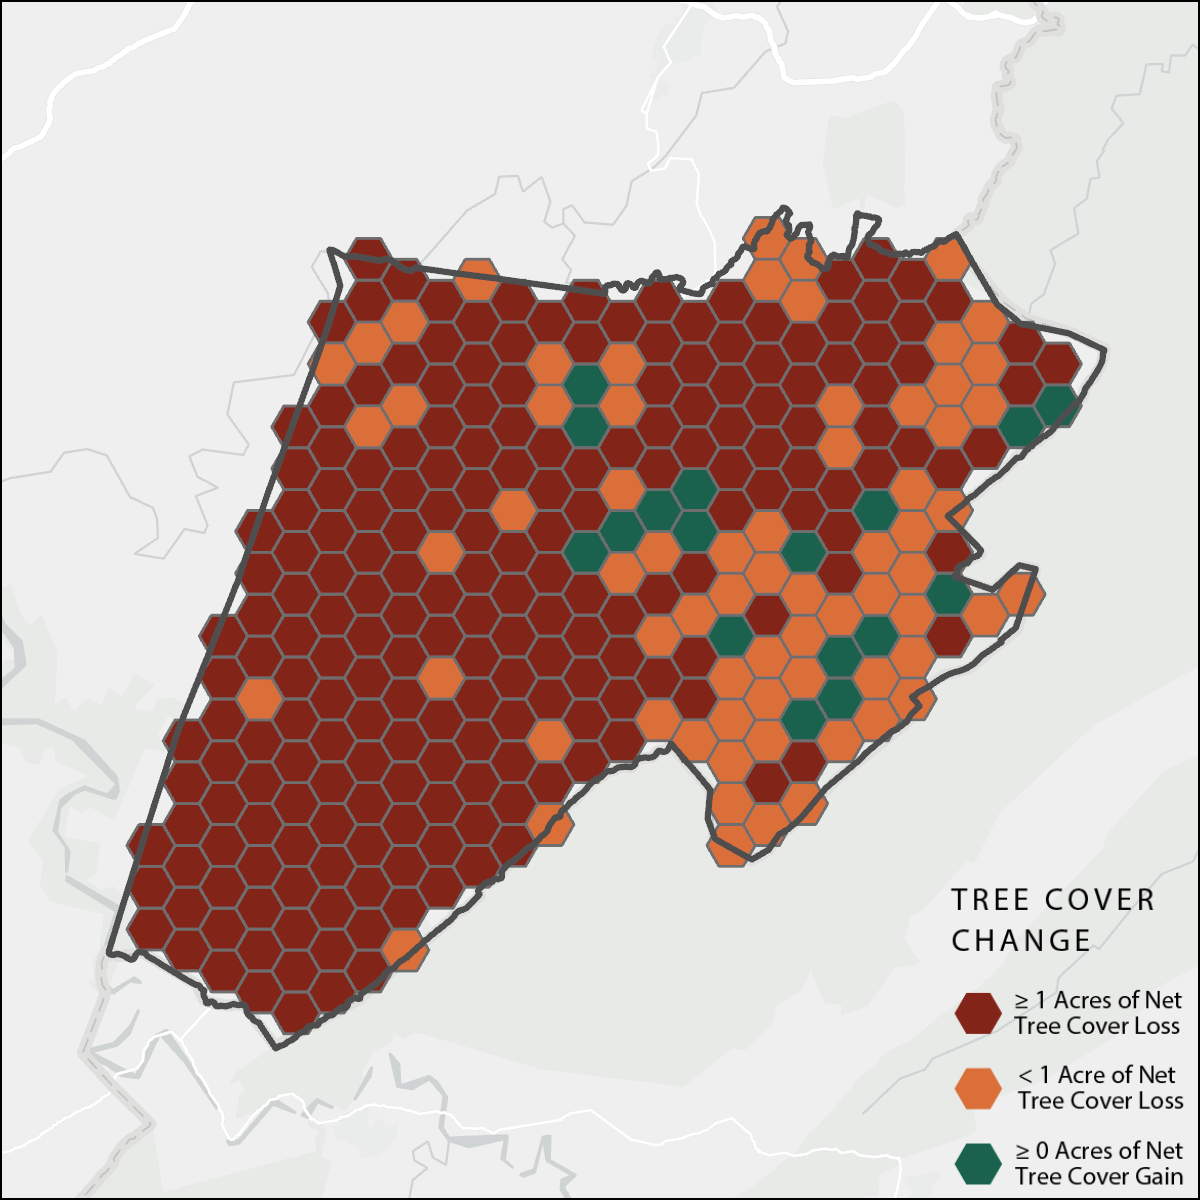 TREE COVER
CHANGE
≥ 1 Acres of Net
Tree Cover Loss
< 1 Acre of Net
Tree Cover Loss
≥ 0 Acres of Net
Tree Cover Gain